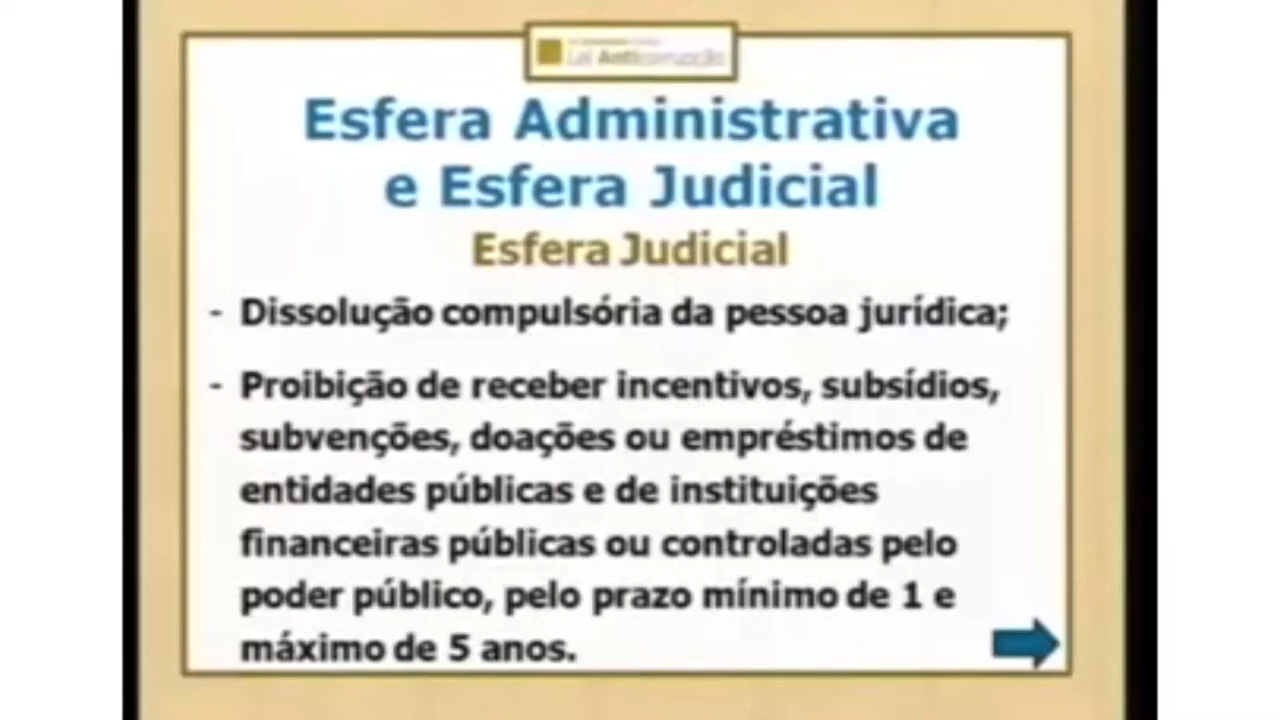 Lei Anticorrupção
Esfera Administrativa
e Esfera Judicial
Esfera Judicial
- Dissolução compulsória da pessoa jurídica;
- Proibição de receber incentivos, subsídios,
subvenções, doações ou empréstimos de
entidades públicas e de instituições
financeiras públicas ou controladas pelo
poder público, pelo prazo mínimo de 1 e
máximo de 5 anos.